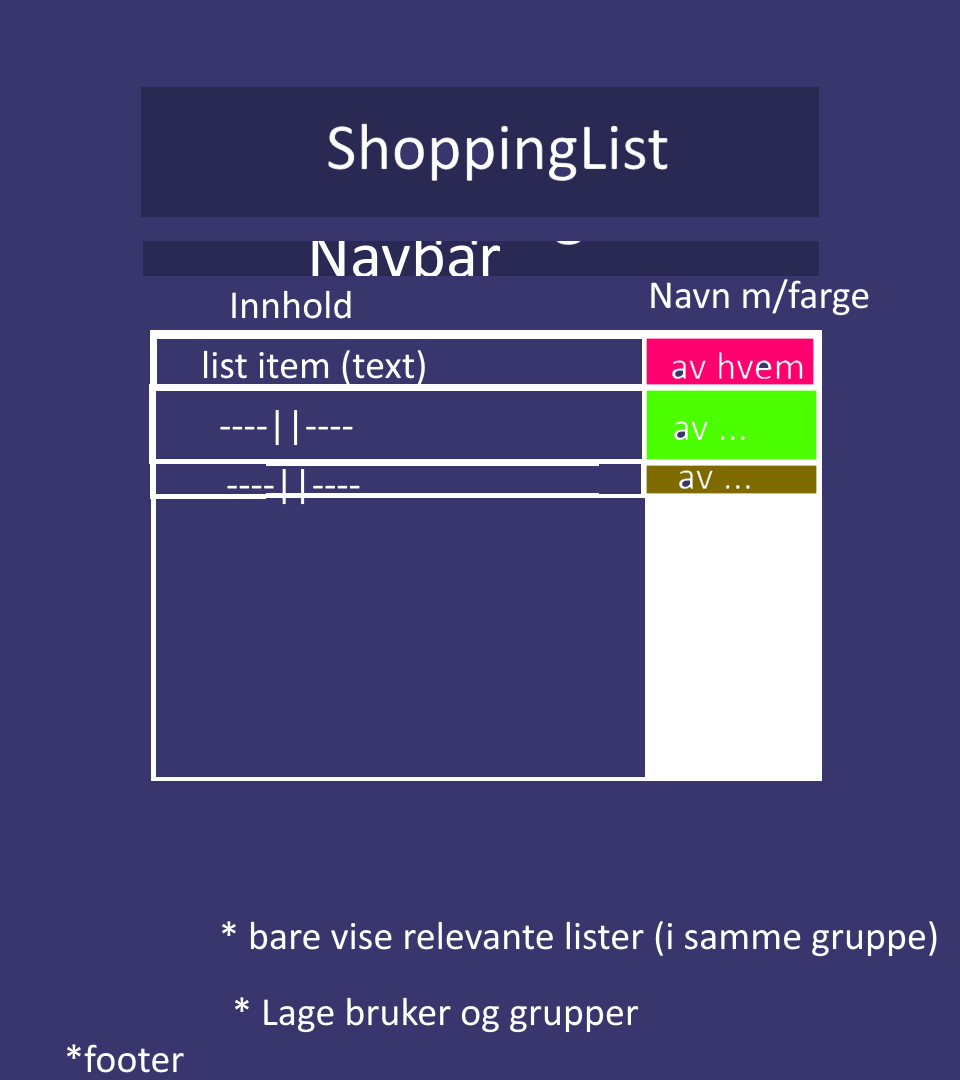 ShoppingList
Navbar
Innhold
Navn m/farge
list item (text)
av hvem
----||----
av ...
----||----
av ...
* bare vise relevante lister (i samme gruppe)
* Lage bruker og grupper
*footer